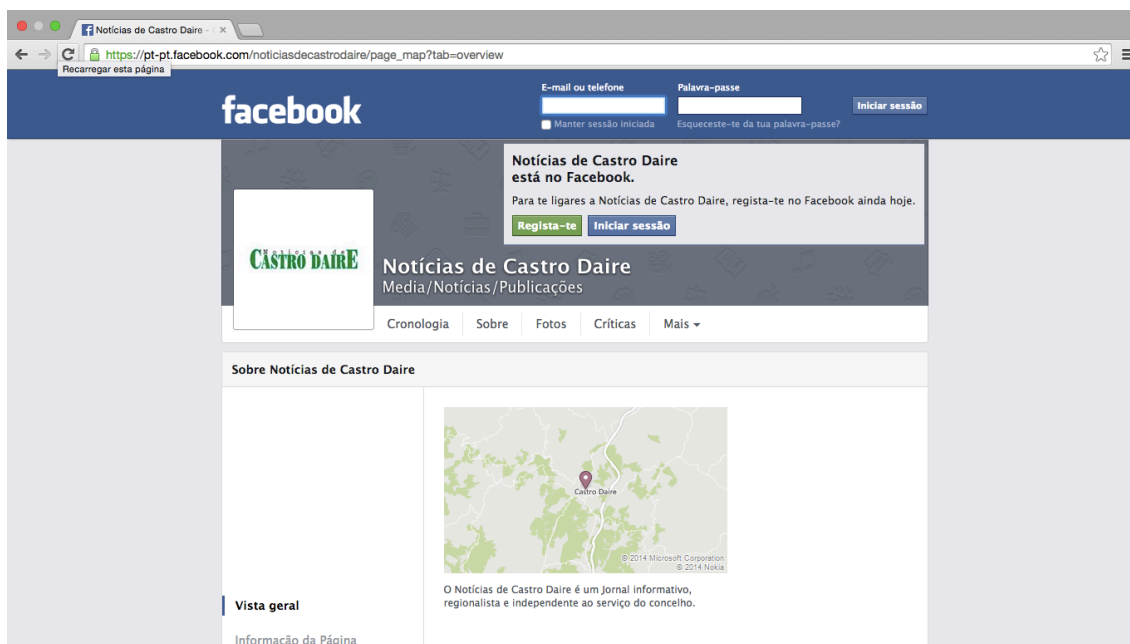 Notícias de Castro Daire -
https://pt-pt.facebook.com/noticiasdecastrodaire/page_map?tab=overview
Recarregar esta página
facebook
E-mail ou telefone
Palavra-passe
Iniciar sessão
Manter sessão iniciada
Esqueceste-te da tua palavra-passe?
Notícias de Castro Daire
está no Facebook.
Para te ligares a Notícias de Castro Daire, regista-te no Facebook ainda hoje.
Regista-te
Iniciar sessão
Notícias de
CASTRO DAIRE
Notícias de Castro Daire
Media/Notícias/Publicações
Cronologia
Sobre
Fotos
Críticas
Mais
Sobre Notícias de Castro Daire
Castro Daire
© 2014 Microsoft Corporation
© 2014 Nokia
O Notícias de Castro Daire é um Jornal informativo,
regionalista e independente ao serviço do concelho.
Vista geral
Informação da Página